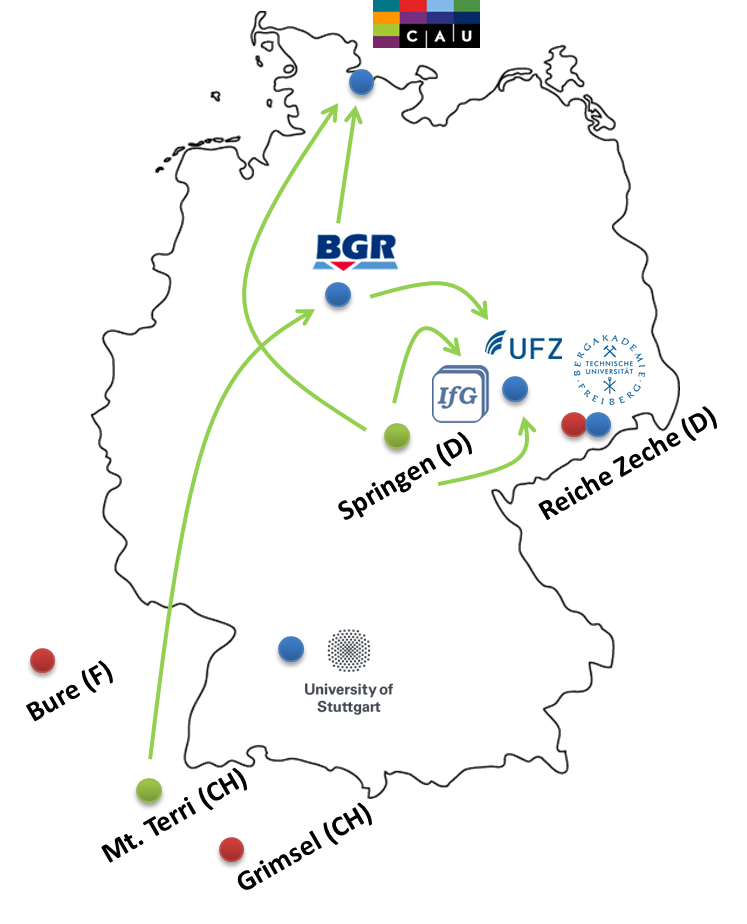 C|A|U
BGR
UFZ
BERGAKADEMIE
TECHNISCHE
UNIVERSITÄT
FREIBERG
IfG
Springen (D)
Reiche Zeche (D)
University of
Stuttgart
Bure (F)
Mt. Terri (CH)
Grimsel (CH)